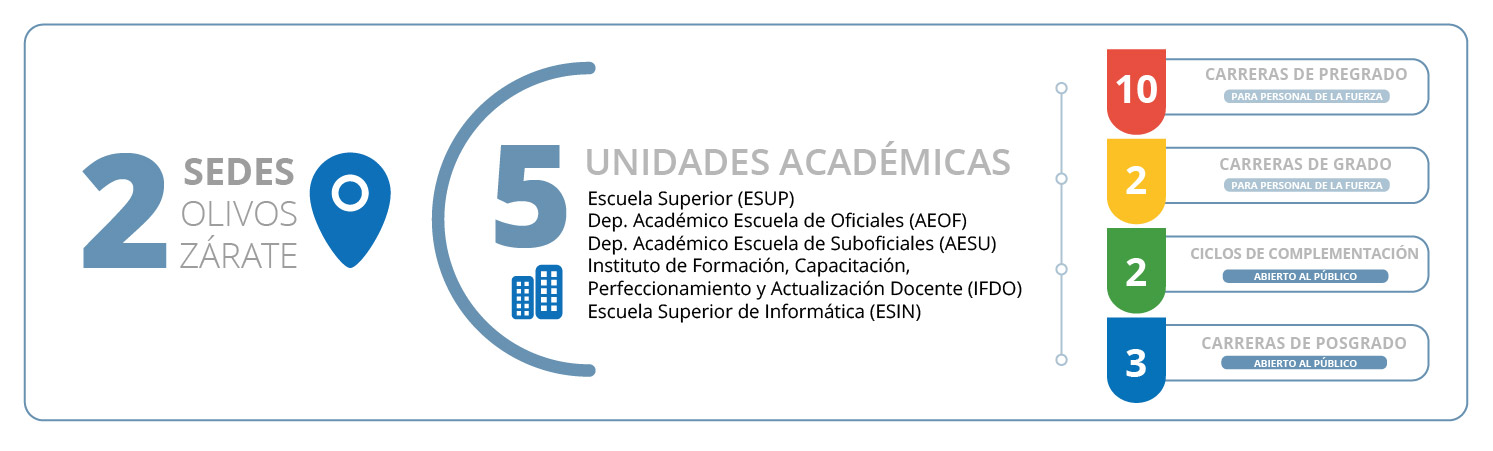 2
SEDES
OLIVOS
ZÁRATE
5
UNIDADES ACADÉMICAS
Escuela Superior (ESUP)
Dep. Académico Escuela de Oficiales (AEOF)
Dep. Académico Escuela de Suboficiales (AESU)
Instituto de Formación, Capacitación,
Perfeccionamiento y Actualización Docente (IFDO)
Escuela Superior de Informática (ESIN)
10
CARRERAS DE PREGRADO
PARA PERSONAL DE LA FUERZA
2
CARRERAS DE GRADO
PARA PERSONAL DE LA FUERZA
2
CICLOS DE COMPLEMENTACIÓN
ABIERTO AL PÚBLICO
3
CARRERAS DE POSGRADO
ABIERTO AL PÚBLICO